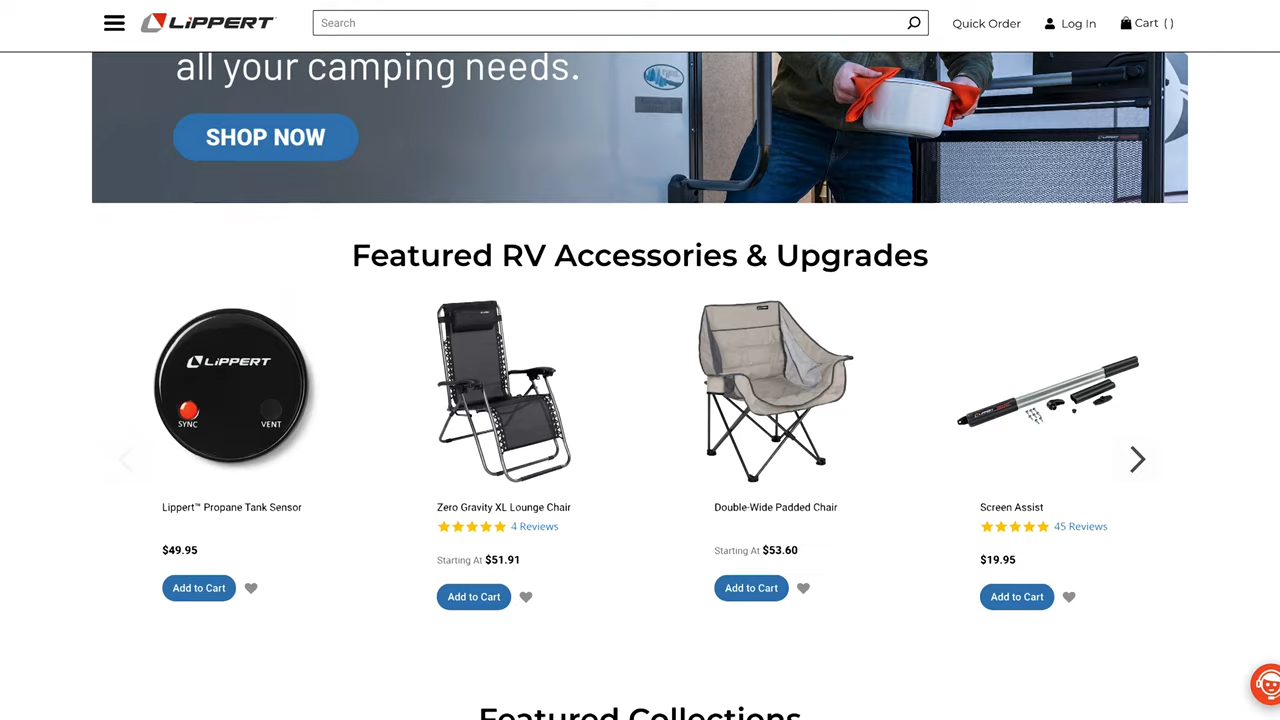 LIPPERT
Search
Quick Order
Log In
Cart ( )
all your camping needs.
SHOP NOW
Featured RV Accessories & Upgrades
LIPPERT
SYNC
VENT
Lippert™ Propane Tank Sensor
$49.95
Add to Cart
Zero Gravity XL Lounge Chair
4 Reviews
Starting At $51.91
Add to Cart
Double-Wide Padded Chair
Starting At $53.60
Add to Cart
Screen Assist
45 Reviews
$19.95
Add to Cart
Featured Collections